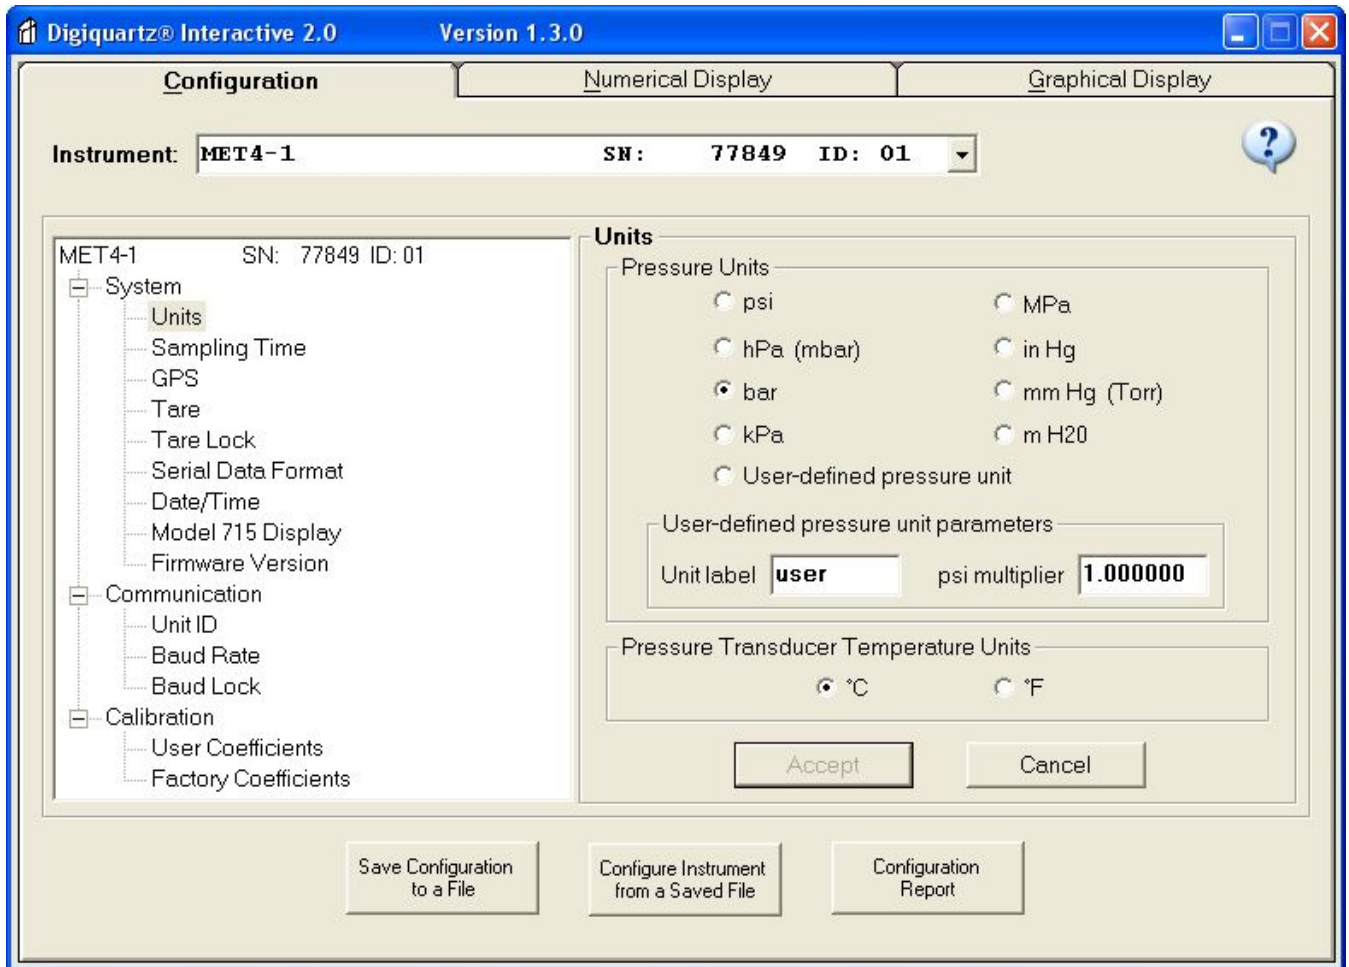 Digiquartz® Interactive 2.0 Version 1.3.0
Configuration Numerical Display Graphical Display
Instrument: MET4-1 SN: 77849 ID: 01
?
MET4-1 SN: 77849 ID: 01
System
Units
Sampling Time
GPS
Tare
Tare Lock
Serial Data Format
Date/Time
Model 715 Display
Firmware Version
Communication
Unit ID
Baud Rate
Baud Lock
Calibration
User Coefficients
Factory Coefficients
Units
Pressure Units
psi MPa
hPa (mbar) in Hg
bar mm Hg (Torr)
kPa m H20
User-defined pressure unit
User-defined pressure unit parameters
Unit label user psi multiplier 1.000000
Pressure Transducer Temperature Units
°C °F
Accept Cancel
Save Configuration
to a File
Configure Instrument
from a Saved File
Configuration
Report